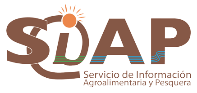 SIAP
Servicio de Información
Agroalimentaria y Pesquera